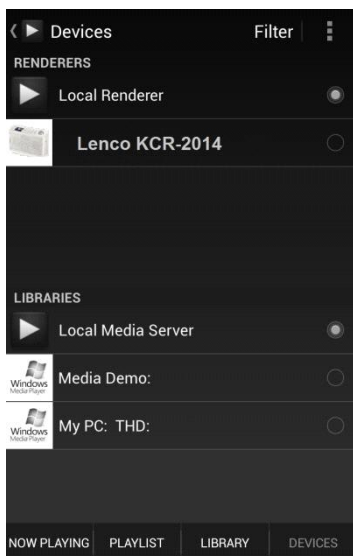 Devices Filter
RENDERERS
Local Renderer
Lenco KCR-2014
LIBRARIES
Local Media Server
Windows
Media Player
Media Demo:
Windows
Media Player
My PC: THD:
NOW PLAYING PLAYLIST LIBRARY DEVICES